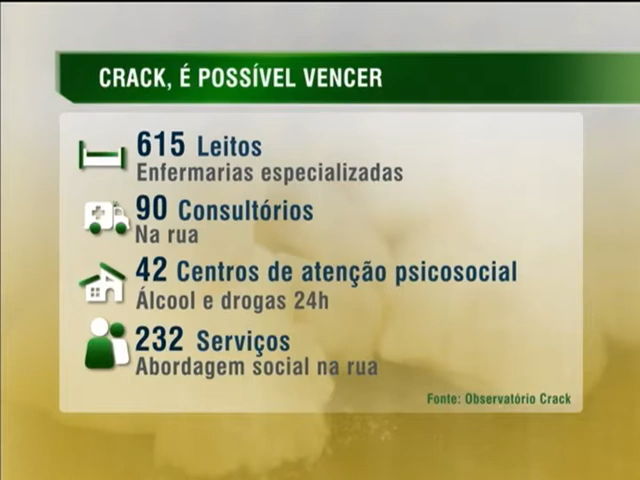 CRACK, É POSSÍVEL VENCER
615 Leitos
Enfermarias especializadas
90 Consultórios
Na rua
42 Centros de atenção psicosocial
Álcool e drogas 24h
232 Serviços
Abordagem social na rua
Fonte: Observatório Crack